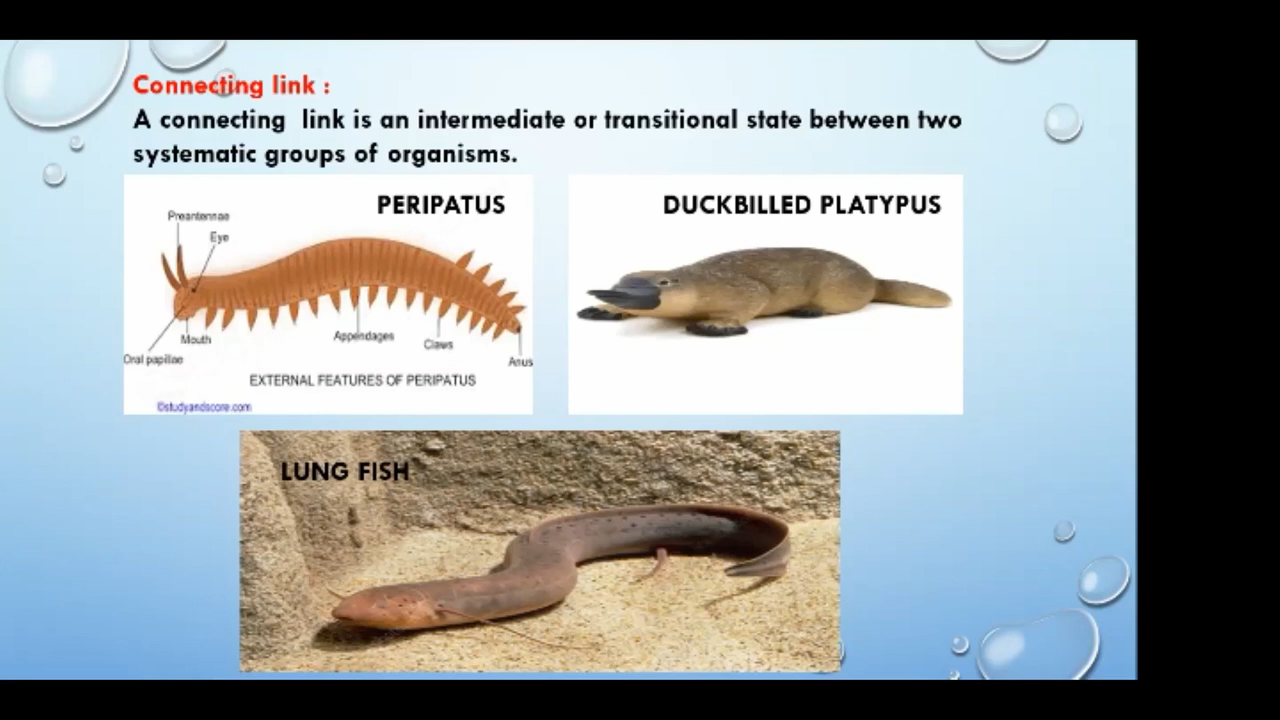 Connecting link :
A connecting link is an intermediate or transitional state between two
systematic groups of organisms.
PERIPATUS
Preantennae
Eye
Mouth
Oral papillae
Appendages
Claws
Anus
EXTERNAL FEATURES OF PERIPATUS
©studyandscore.com
DUCKBILLED PLATYPUS
LUNG FISH